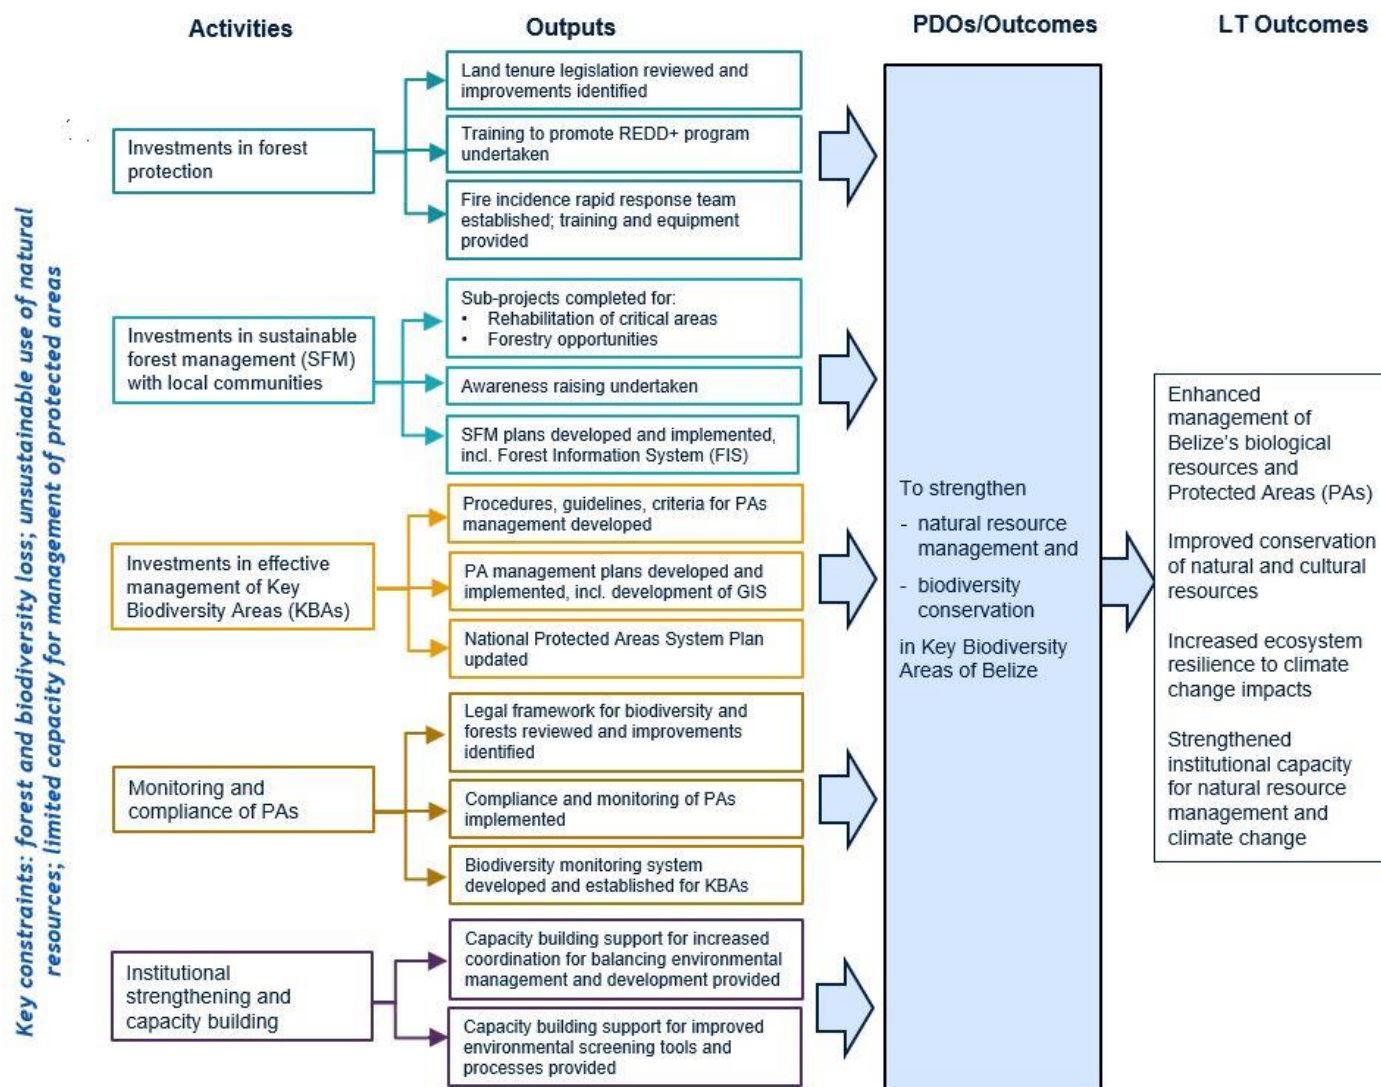 Activities
Outputs
PDOs/Outcomes
LT Outcomes
Key constraints: forest and biodiversity loss; unsustainable use of natural
resources; limited capacity for management of protected areas
Investments in forest
protection
Land tenure legislation reviewed and
improvements identified
Training to promote REDD+ program
undertaken
Fire incidence rapid response team
established; training and equipment
provided
Investments in sustainable
forest management (SFM)
with local communities
Sub-projects completed for:
• Rehabilitation of critical areas
• Forestry opportunities
Awareness raising undertaken
SFM plans developed and implemented,
incl. Forest Information System (FIS)
Investments in effective
management of Key
Biodiversity Areas (KBAs)
Procedures, guidelines, criteria for PAs
management developed
PA management plans developed and
implemented, incl. development of GIS
National Protected Areas System Plan
updated
Monitoring and
compliance of PAs
Legal framework for biodiversity and
forests reviewed and improvements
identified
Compliance and monitoring of PAs
implemented
Biodiversity monitoring system
developed and established for KBAs
Institutional
strengthening and
capacity building
Capacity building support for increased
coordination for balancing environmental
management and development provided
Capacity building support for improved
environmental screening tools and
processes provided
To strengthen
- natural resource
management and
- biodiversity
conservation
in Key Biodiversity
Areas of Belize
Enhanced
management of
Belize's biological
resources and
Protected Areas (PAs)
Improved conservation
of natural and cultural
resources
Increased ecosystem
resilience to climate
change impacts
Strengthened
institutional capacity
for natural resource
management and
climate change